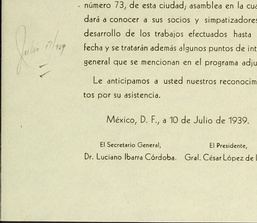 número 73, de esta ciudad; asamblea en la cua
dará a conocer a sus socios y simpatizadores
desarrollo de los trabajos efectuados hasta
fecha y se tratarán además algunos puntos de int
general que se mencionan en el programa adju
Le anticipamos a usted nuestros reconocim
tos por su asistencia.
México, D. F., a 10 de Julio de 1939.
El Secretario General, El Presidente,
Dr. Luciano Ibarra Córdoba. Gral. César López de
Julio